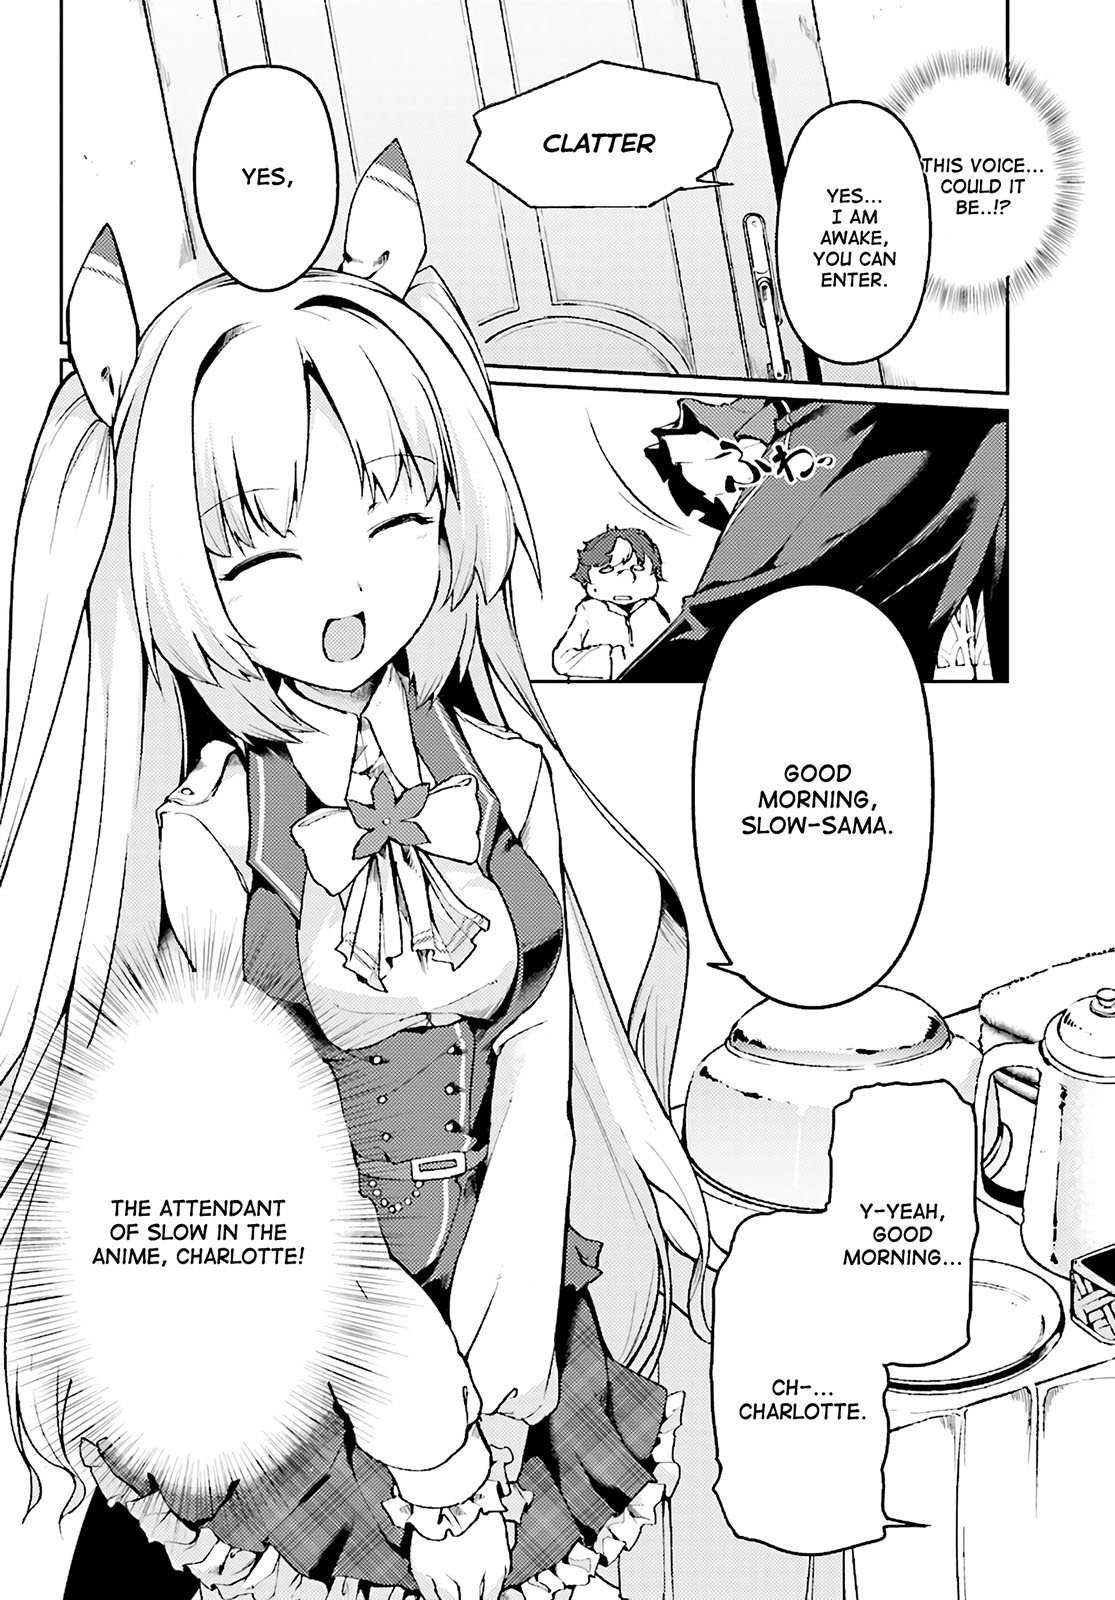 THIS VOICE...
COULD IT
BE..!?
YES...
I AM
AWAKE,
YOU CAN
ENTER.
CLATTER
YES,
ふわっ
GOOD
MORNING,
SLOW-SAMA.
THE ATTENDANT
OF SLOW IN THE
ANIME, CHARLOTTE!
Y-YEAH,
GOOD
MORNING...
CH-...
CHARLOTTE.